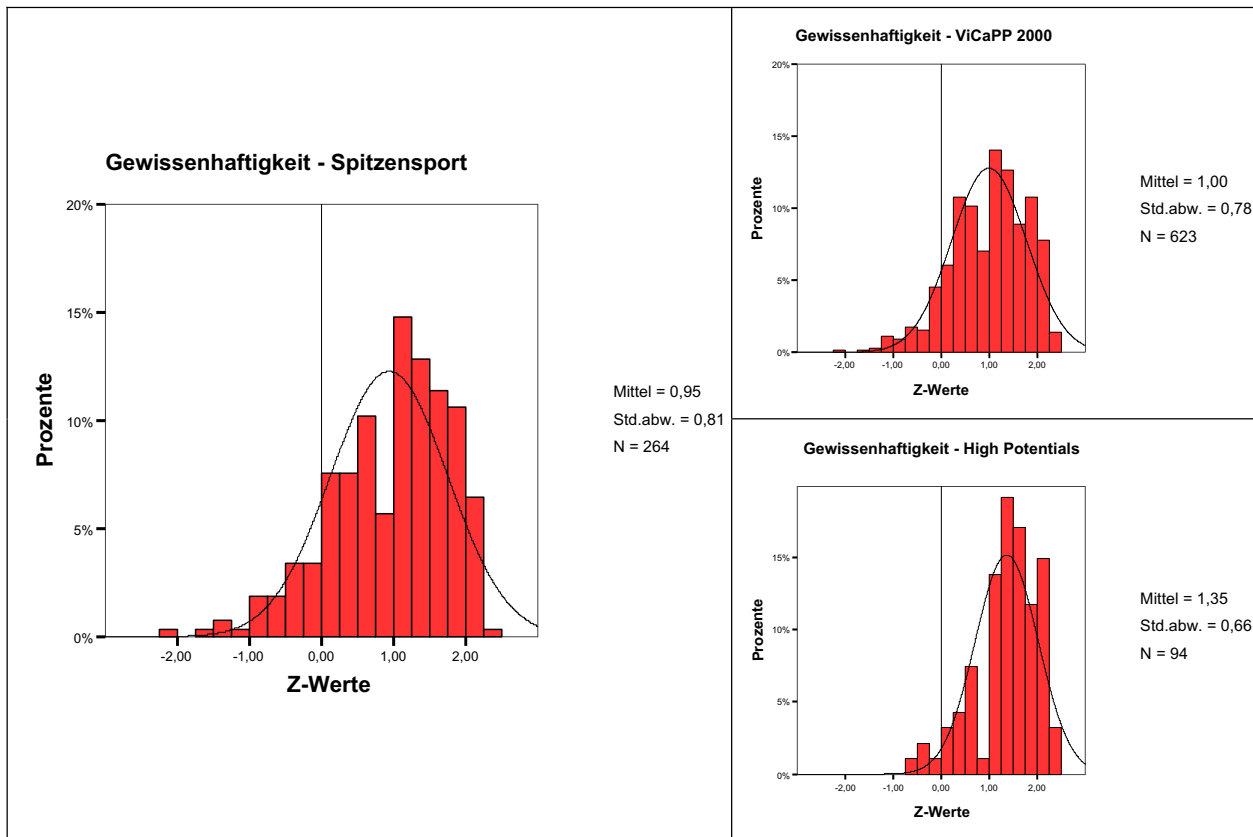 Gewissenhaftigkeit - Spitzensport
20%
15%
10%
5%
0%
Prozente
-2,00 -1,00 0,00 1,00 2,00
Z-Werte
Mittel = 0,95
Std.abw. = 0,81
N = 264
Gewissenhaftigkeit - ViCaPP 2000
20%
15%
10%
5%
0%
Prozente
-2,00 -1,00 0,00 1,00 2,00
Z-Werte
Mittel = 1,00
Std.abw. = 0,78
N = 623
Gewissenhaftigkeit - High Potentials
15%
10%
5%
0%
Prozente
-2,00 -1,00 0,00 1,00 2,00
Z-Werte
Mittel = 1,35
Std.abw. = 0,66
N = 94